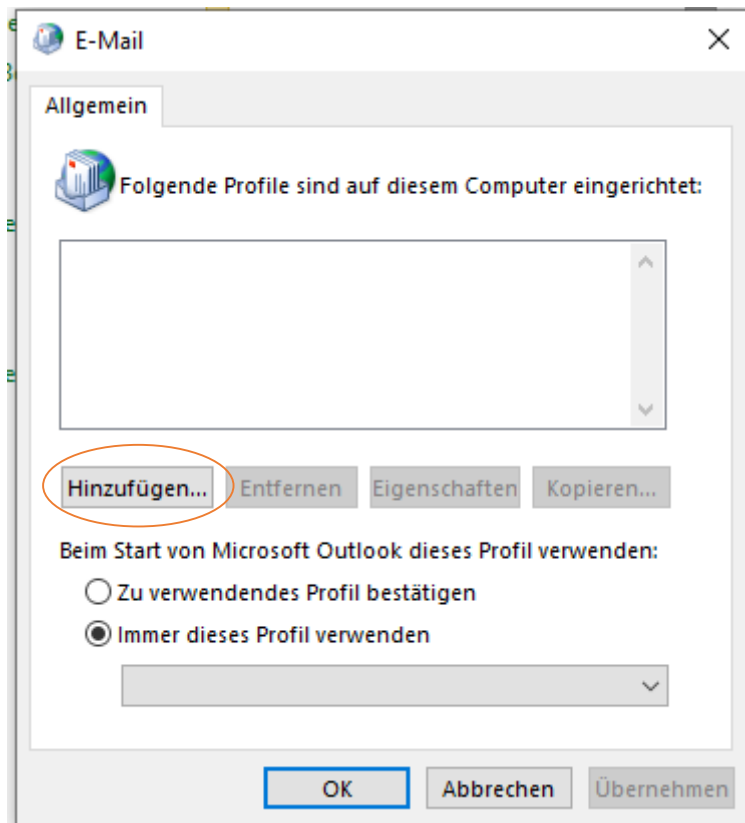 E-Mail
Allgemein
Folgende Profile sind auf diesem Computer eingerichtet:
Hinzufügen... Entfernen Eigenschaften Kopieren...
Beim Start von Microsoft Outlook dieses Profil verwenden:
Zu verwendendes Profil bestätigen
Immer dieses Profil verwenden
OK Abbrechen Übernehmen